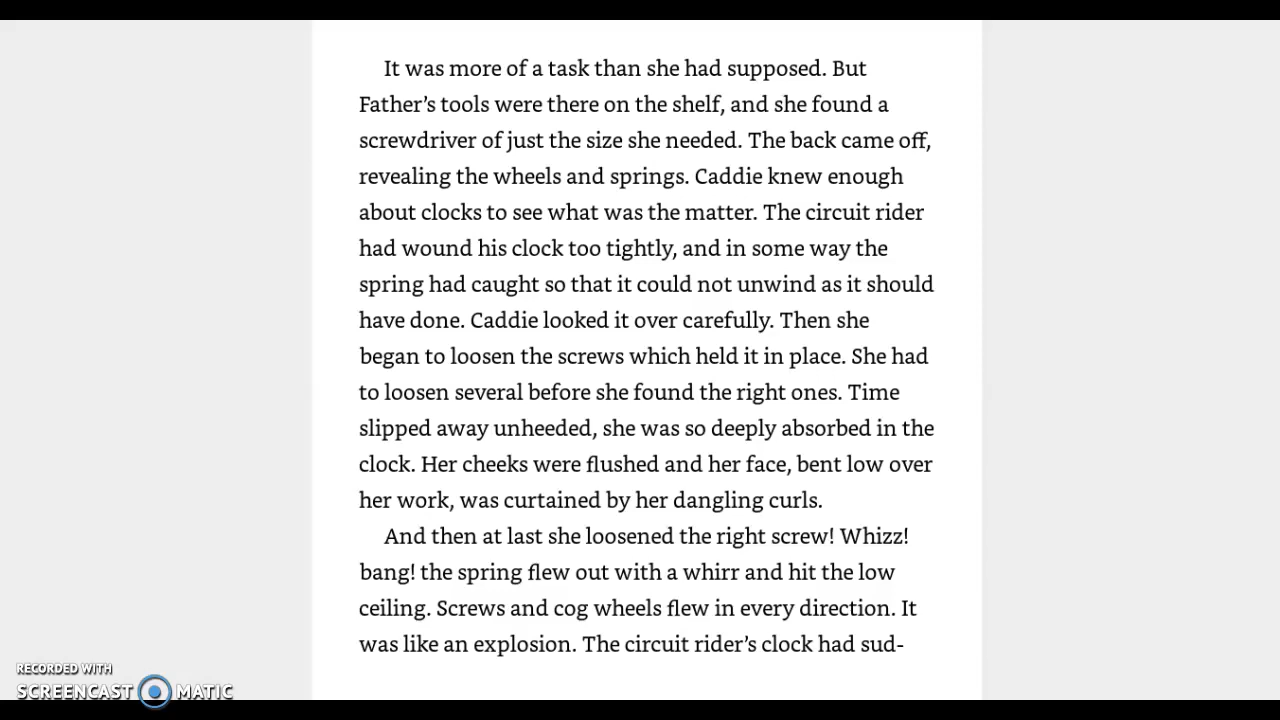 It was more of a task than she had supposed. But
Father’s tools were there on the shelf, and she found a
screwdriver of just the size she needed. The back came off,
revealing the wheels and springs. Caddie knew enough
about clocks to see what was the matter. The circuit rider
had wound his clock too tightly, and in some way the
spring had caught so that it could not unwind as it should
have done. Caddie looked it over carefully. Then she
began to loosen the screws which held it in place. She had
to loosen several before she found the right ones. Time
slipped away unheeded, she was so deeply absorbed in the
clock. Her cheeks were flushed and her face, bent low over
her work, was curtained by her dangling curls.
And then at last she loosened the right screw! Whizz!
bang! the spring flew out with a whirr and hit the low
ceiling. Screws and cog wheels flew in every direction. It
was like an explosion. The circuit rider’s clock had sud-
RECORDED WITH
SCREENCAST MATIC